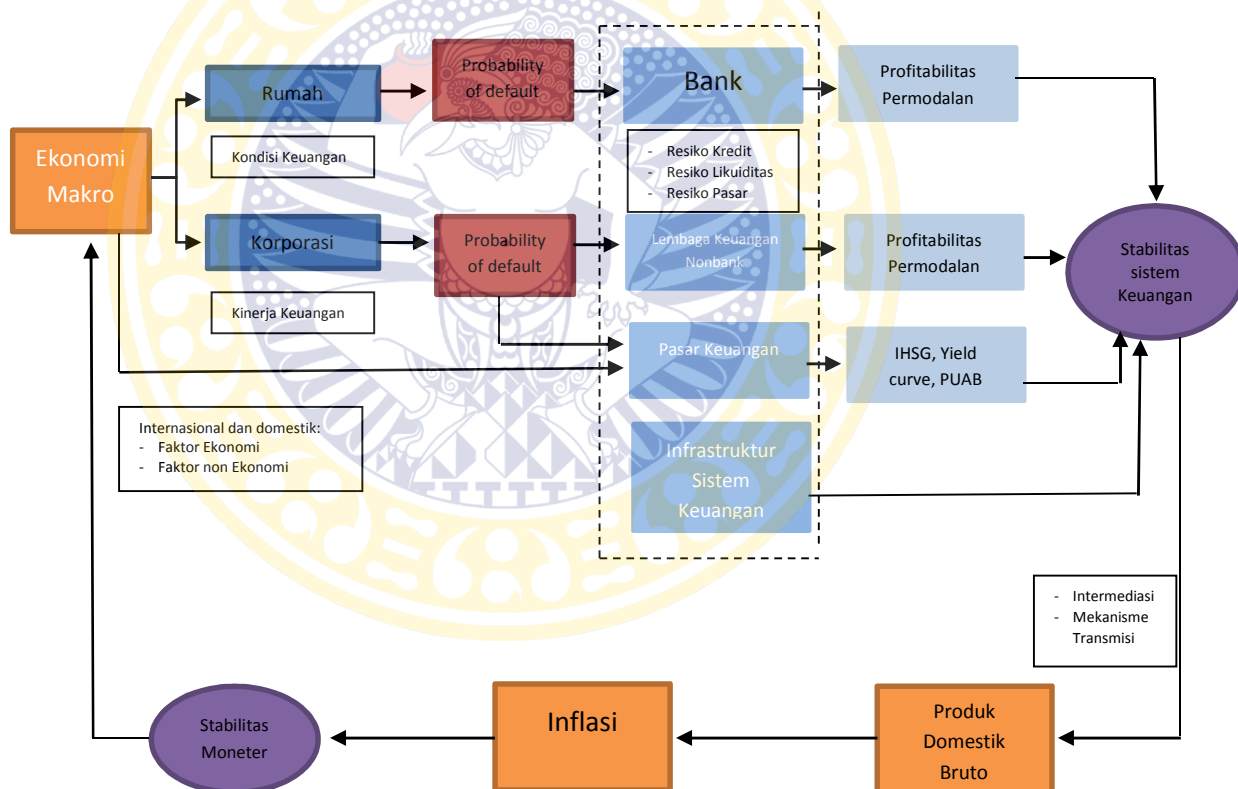 Ekonomi
Makro
Rumah
Kondisi Keuangan
Korporasi
Kinerja Keuangan
Probability
of default
Probability
of default
Bank
- Resiko Kredit
- Resiko Likuiditas
- Resiko Pasar
Lembaga Keuangan
Nonbank
Pasar Keuangan
Infrastruktur
Sistem
Keuangan
Profitabilitas
Permodalan
Profitabilitas
Permodalan
IHSG, Yield
curve, PUAB
Stabilitas
sistem
Keuangan
Internasional dan domestik:
- Faktor Ekonomi
- Faktor non Ekonomi
- Intermediasi
- Mekanisme
Transmisi
Produk
Domestik
Bruto
Inflasi
Stabilitas
Moneter